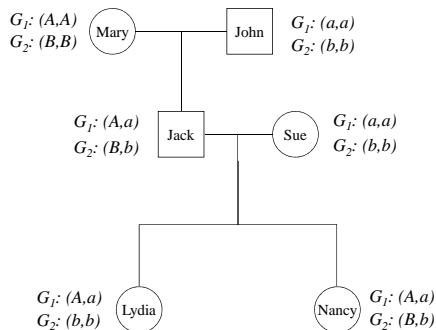 G1: (A,A)
G2: (B,B)
Mary
John
G1: (a,a)
G2: (b,b)
G1: (A,a)
G2: (B,b)
Jack
Sue
G1: (a,a)
G2: (b,b)
G1: (A,a)
G2: (b,b)
Lydia
Nancy
G1: (A,a)
G2: (B,b)